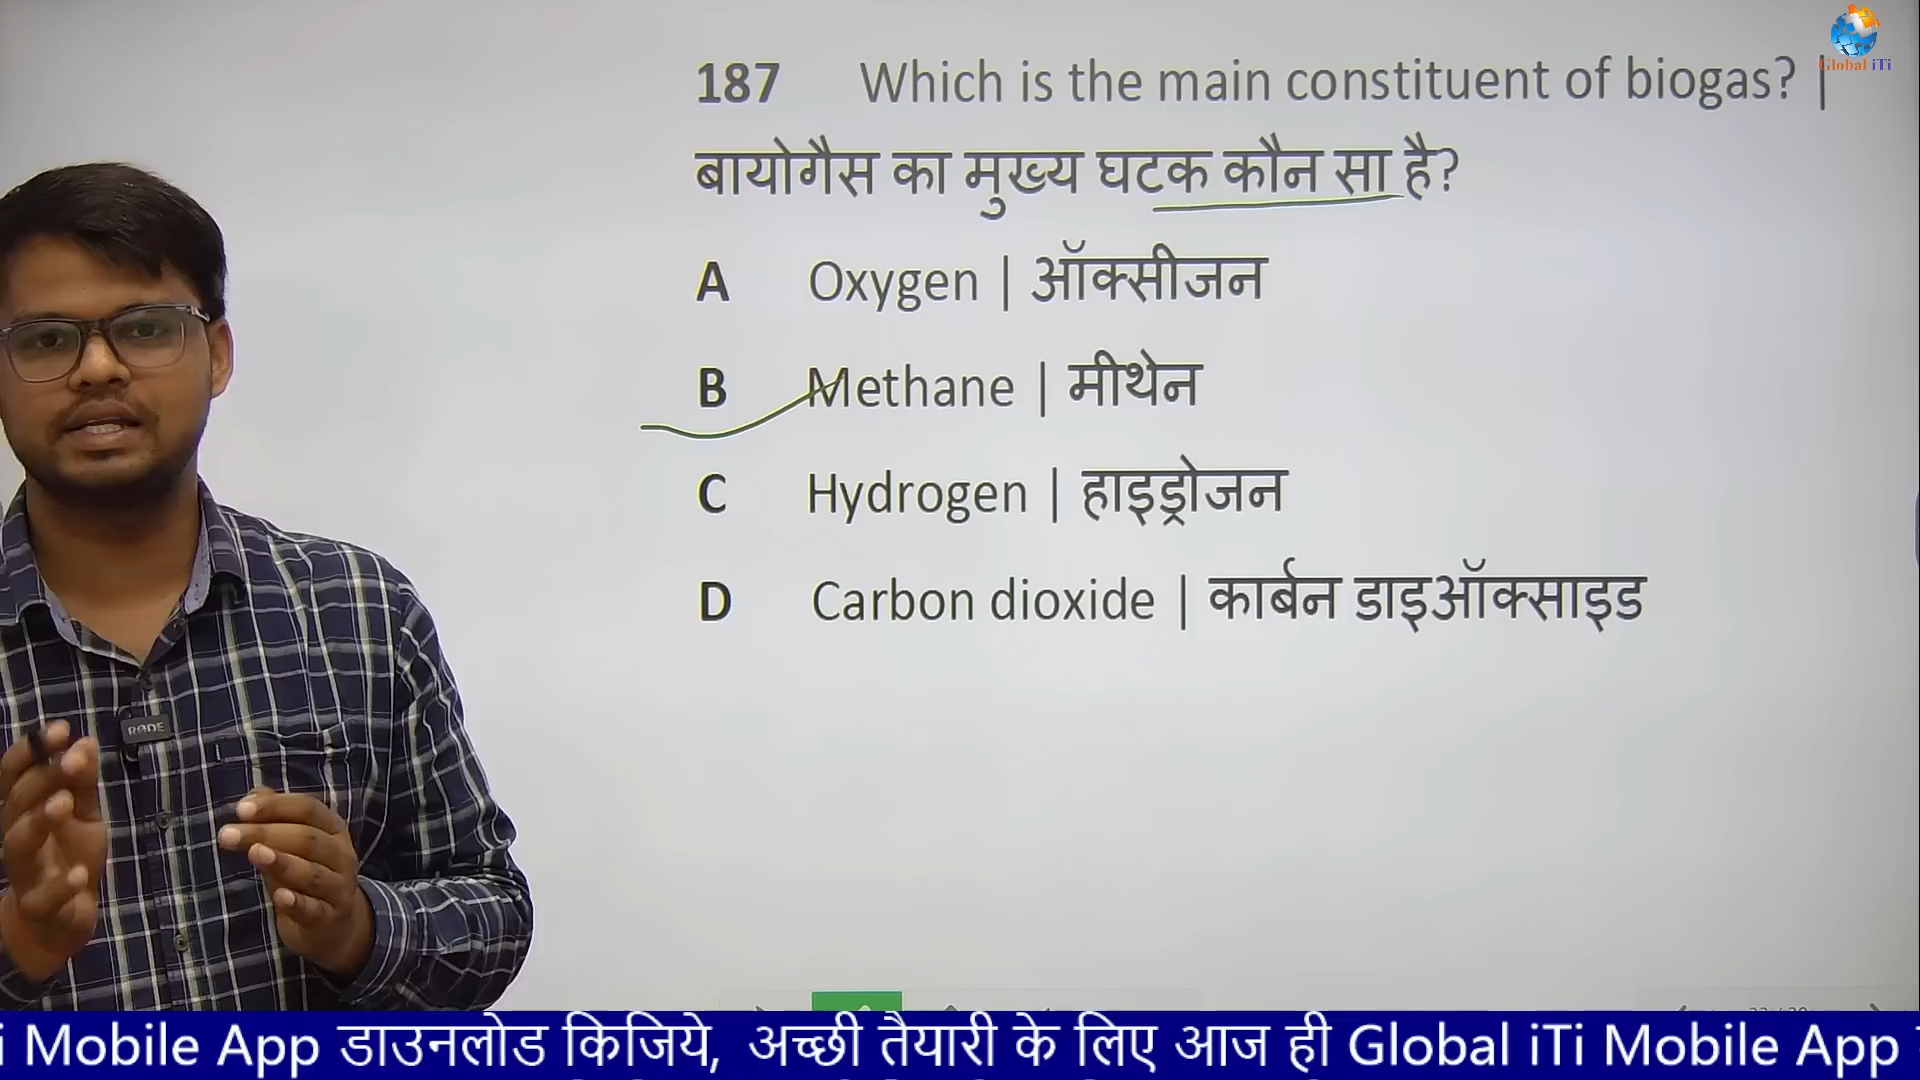 Global iTi
187 Which is the main constituent of biogas? |
बायोगैस का मुख्य घटक कौन सा है?
A Oxygen | ऑक्सीजन
B Methane | मीथेन
C Hydrogen | हाइड्रोजन
D Carbon dioxide | कार्बन डाइऑक्साइड
RØDE
i Mobile App डाउनलोड किजिये, अच्छी तैयारी के लिए आज ही Global iTi Mobile App